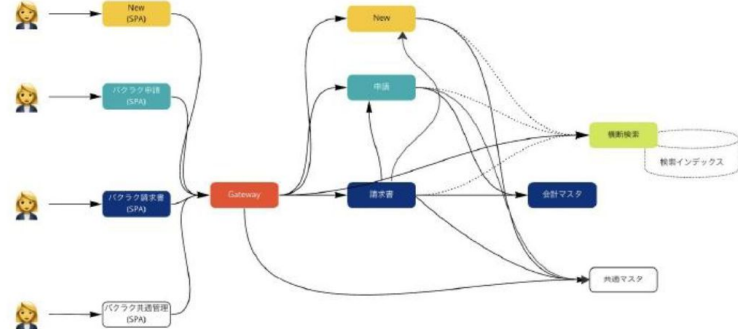 New
(SPA)
New
バクラク申請
(SPA)
申請
横断検索
検索インデックス
バクラク請求書
(SPA)
Gateway
請求書
会計マスタ
共通マスタ
バクラク共通管理
(SPA)